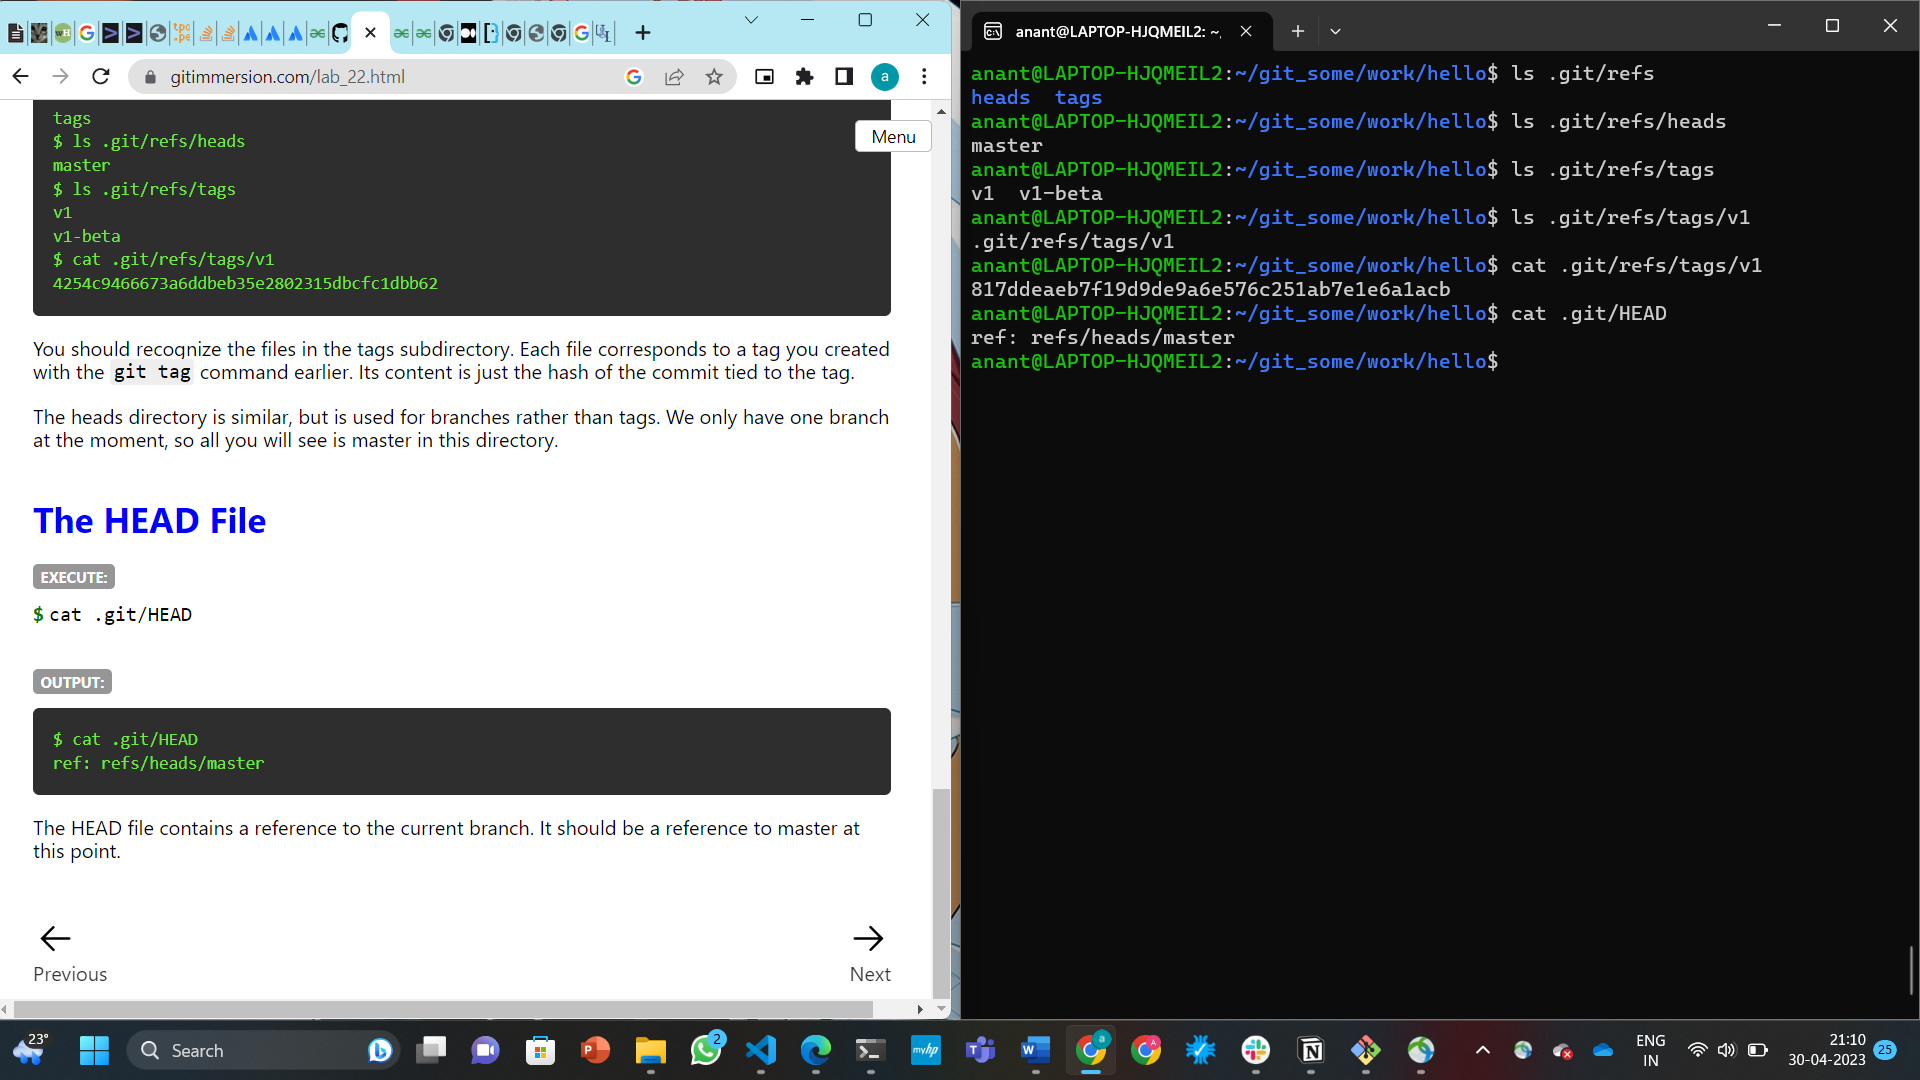 gitimmersion.com/lab_22.html
a
Menu
tags
$ ls .git/refs/heads
master
$ ls .git/refs/tags
v1
v1-beta
$ cat .git/refs/tags/v1
4254c9466673a6ddbeb35e2802315dbcfc1dbb62
You should recognize the files in the tags subdirectory. Each file corresponds to a tag you created
with the git tag command earlier. Its content is just the hash of the commit tied to the tag.
The heads directory is similar, but is used for branches rather than tags. We only have one branch
at the moment, so all you will see is master in this directory.
The HEAD File
EXECUTE:
$ cat .git/HEAD
OUTPUT:
$ cat .git/HEAD
ref: refs/heads/master
The HEAD file contains a reference to the current branch. It should be a reference to master at
this point.
Previous
Next
anant@LAPTOP-HJQMEIL2: ~,
anant@LAPTOP-HJQMEIL2:~/git_some/work/hello$ ls .git/refs
heads  tags
anant@LAPTOP-HJQMEIL2:~/git_some/work/hello$ ls .git/refs/heads
master
anant@LAPTOP-HJQMEIL2:~/git_some/work/hello$ ls .git/refs/tags
v1  v1-beta
anant@LAPTOP-HJQMEIL2:~/git_some/work/hello$ ls .git/refs/tags/v1
.git/refs/tags/v1
anant@LAPTOP-HJQMEIL2:~/git_some/work/hello$ cat .git/refs/tags/v1
817ddeaeb7f19d9de9a6e576c251ab7e1e6a1acb
anant@LAPTOP-HJQMEIL2:~/git_some/work/hello$ cat .git/HEAD
ref: refs/heads/master
anant@LAPTOP-HJQMEIL2:~/git_some/work/hello$
23°
Search
2
myhp
a
ENG
IN
21:10
30-04-2023
25